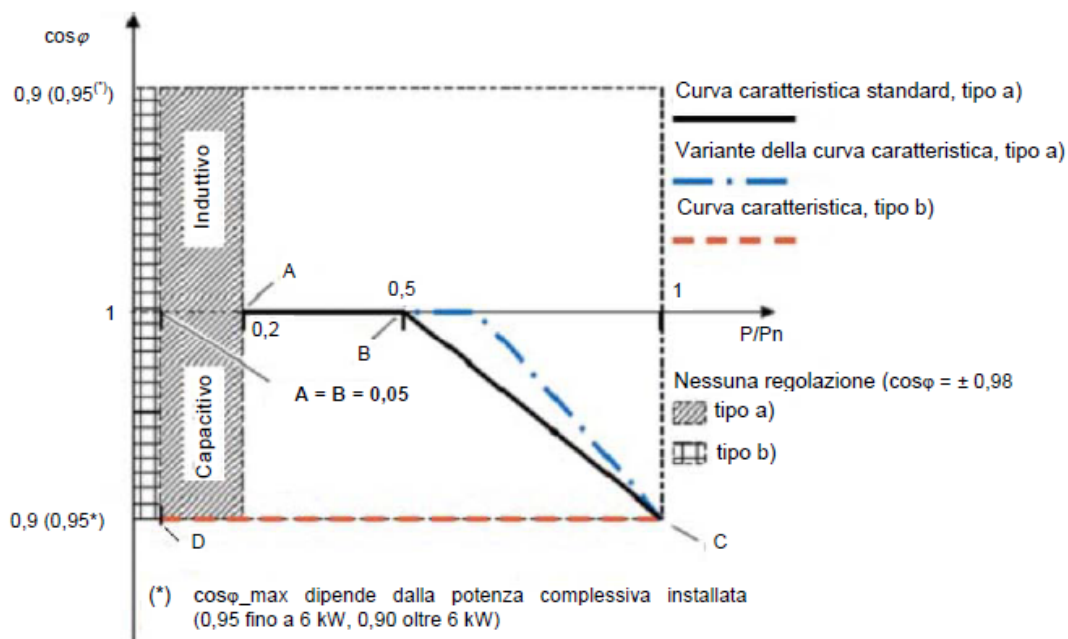 cosφ
0,9 (0,95(*))
Induttivo
Capacitivo
A
0,5
1
1
0,2
B
P/Pn
A = B = 0,05
0,9 (0,95*)
D
C
Curva caratteristica standard, tipo a)
Variante della curva caratteristica, tipo a)
Curva caratteristica, tipo b)
Nessuna regolazione (cosφ = ± 0,98
tipo a)
tipo b)
(*) cosφ_max dipende dalla potenza complessiva installata
(0,95 fino a 6 kW, 0,90 oltre 6 kW)